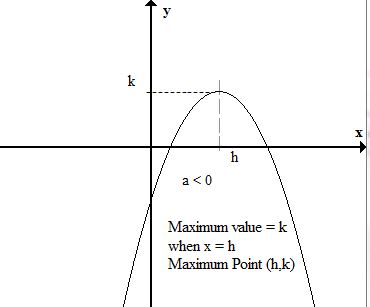 y
k
x
h
a < 0
Maximum value = k
when x = h
Maximum Point (h,k)